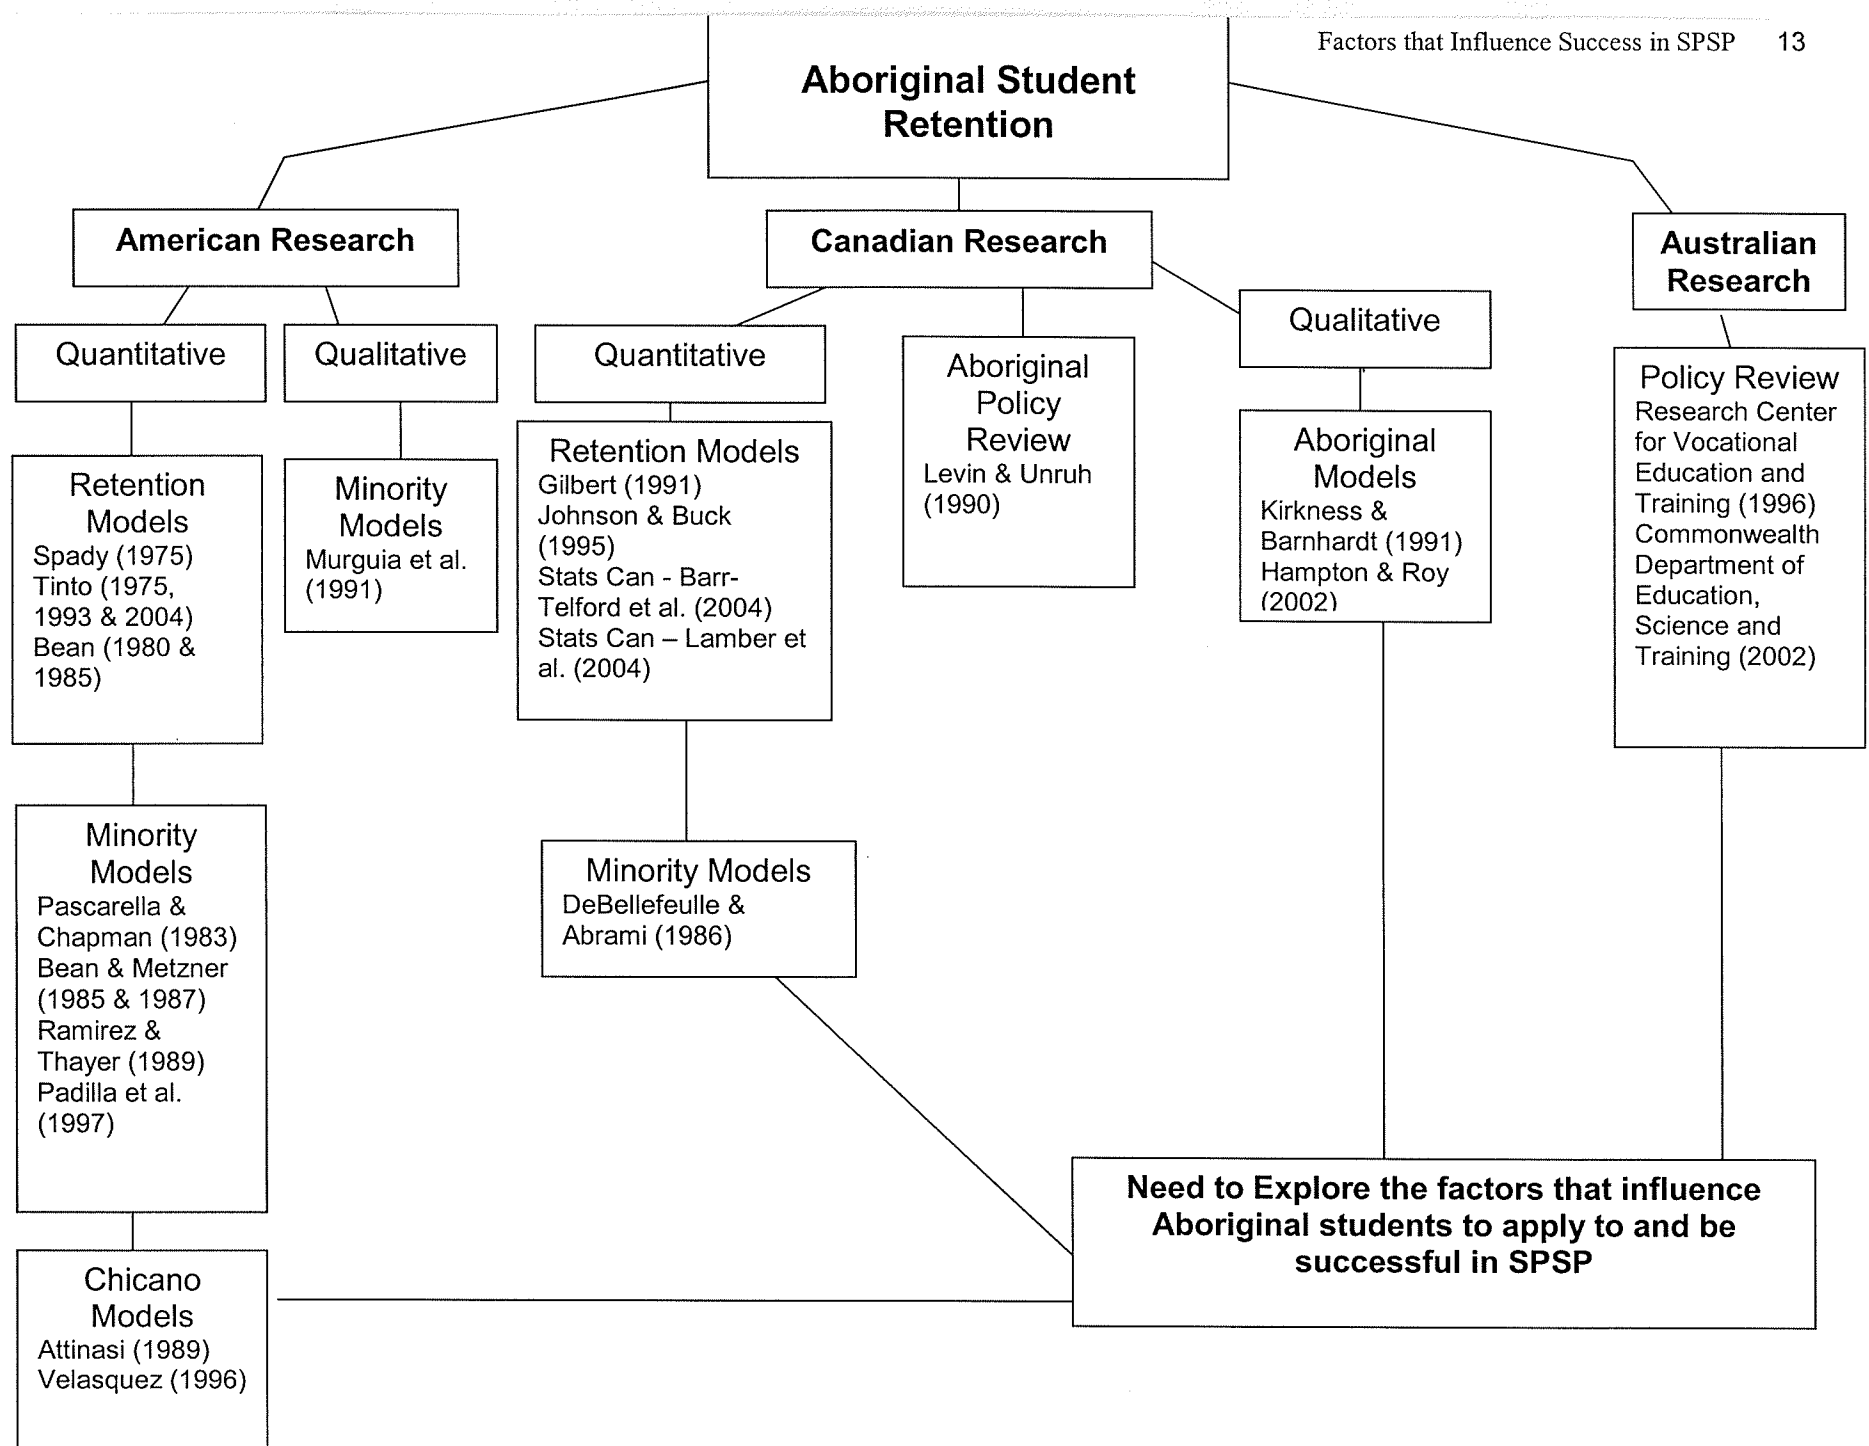 Factors that Influence Success in SPSP 13
Aboriginal Student
Retention
American Research
Canadian Research
Australian
Research
Quantitative
Qualitative
Quantitative
Qualitative
Retention
Models
Spady (1975)
Tinto (1975,
1993 & 2004)
Bean (1980 &
1985)
Minority
Models
Murguia et al.
(1991)
Retention Models
Gilbert (1991)
Johnson & Buck
(1995)
Stats Can - Barr-
Telford et al. (2004)
Stats Can – Lamber et
al. (2004)
Aboriginal
Policy
Review
Levin & Unruh
(1990)
Aboriginal
Models
Kirkness &
Barnhardt (1991)
Hampton & Roy
(2002)
Policy Review
Research Center
for Vocational
Education and
Training (1996)
Commonwealth
Department of
Education,
Science and
Training (2002)
Minority
Models
Pascarella &
Chapman (1983)
Bean & Metzner
(1985 & 1987)
Ramirez &
Thayer (1989)
Padilla et al.
(1997)
Minority Models
DeBellefeulle &
Abrami (1986)
Need to Explore the factors that influence
Aboriginal students to apply to and be
successful in SPSP
Chicano
Models
Attinasi (1989)
Velasquez (1996)